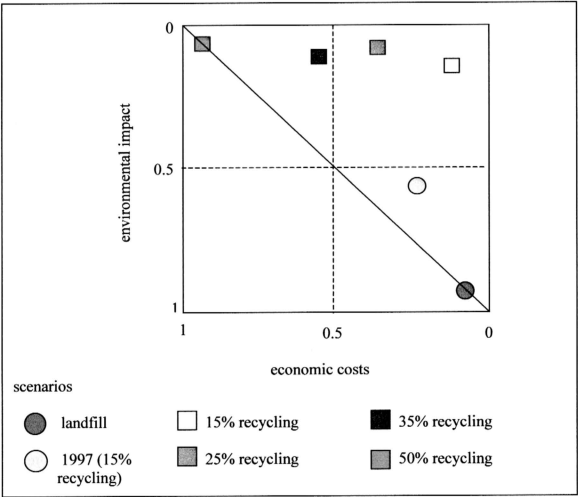 0
environmental impact
0.5
1
1
0.5
0
economic costs
scenarios
landfill
15% recycling
35% recycling
1997 (15%
recycling)
25% recycling
50% recycling